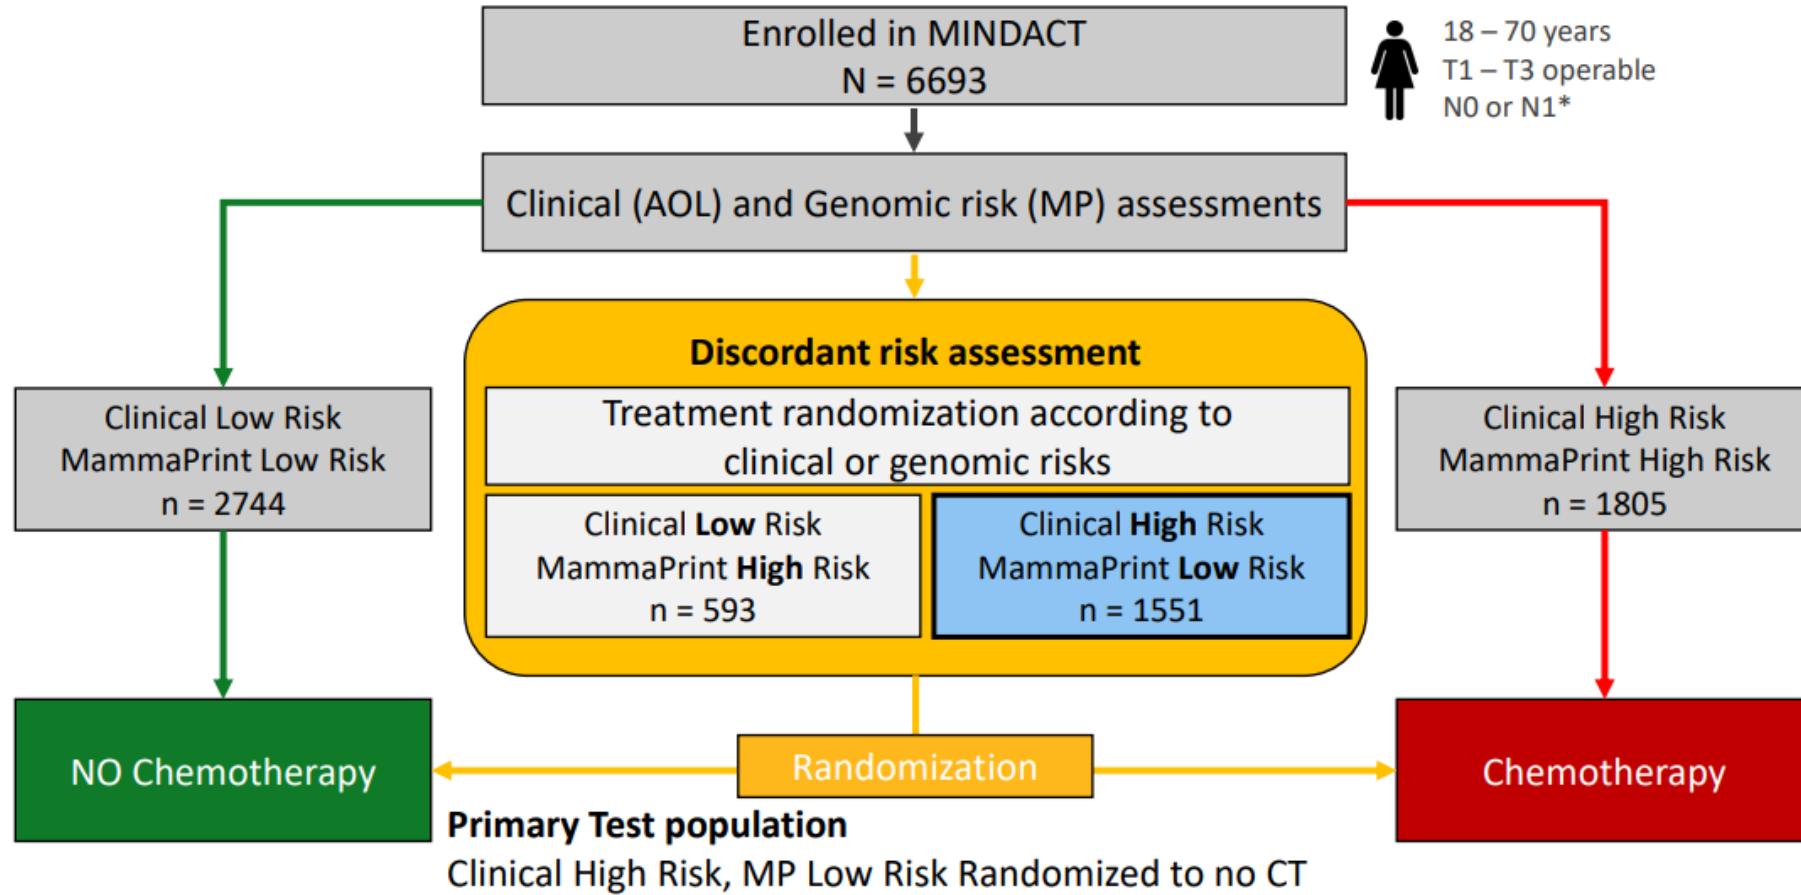 Enrolled in MINDACT
N = 6693
18 – 70 years
T1 – T3 operable
N0 or N1*
Clinical (AOL) and Genomic risk (MP) assessments
Discordant risk assessment
Treatment randomization according to
clinical or genomic risks
Clinical Low Risk
MammaPrint Low Risk
n = 2744
Clinical Low Risk
MammaPrint High Risk
n = 593
Clinical High Risk
MammaPrint Low Risk
n = 1551
Clinical High Risk
MammaPrint High Risk
n = 1805
NO Chemotherapy
Randomization
Chemotherapy
Primary Test population
Clinical High Risk, MP Low Risk Randomized to no CT